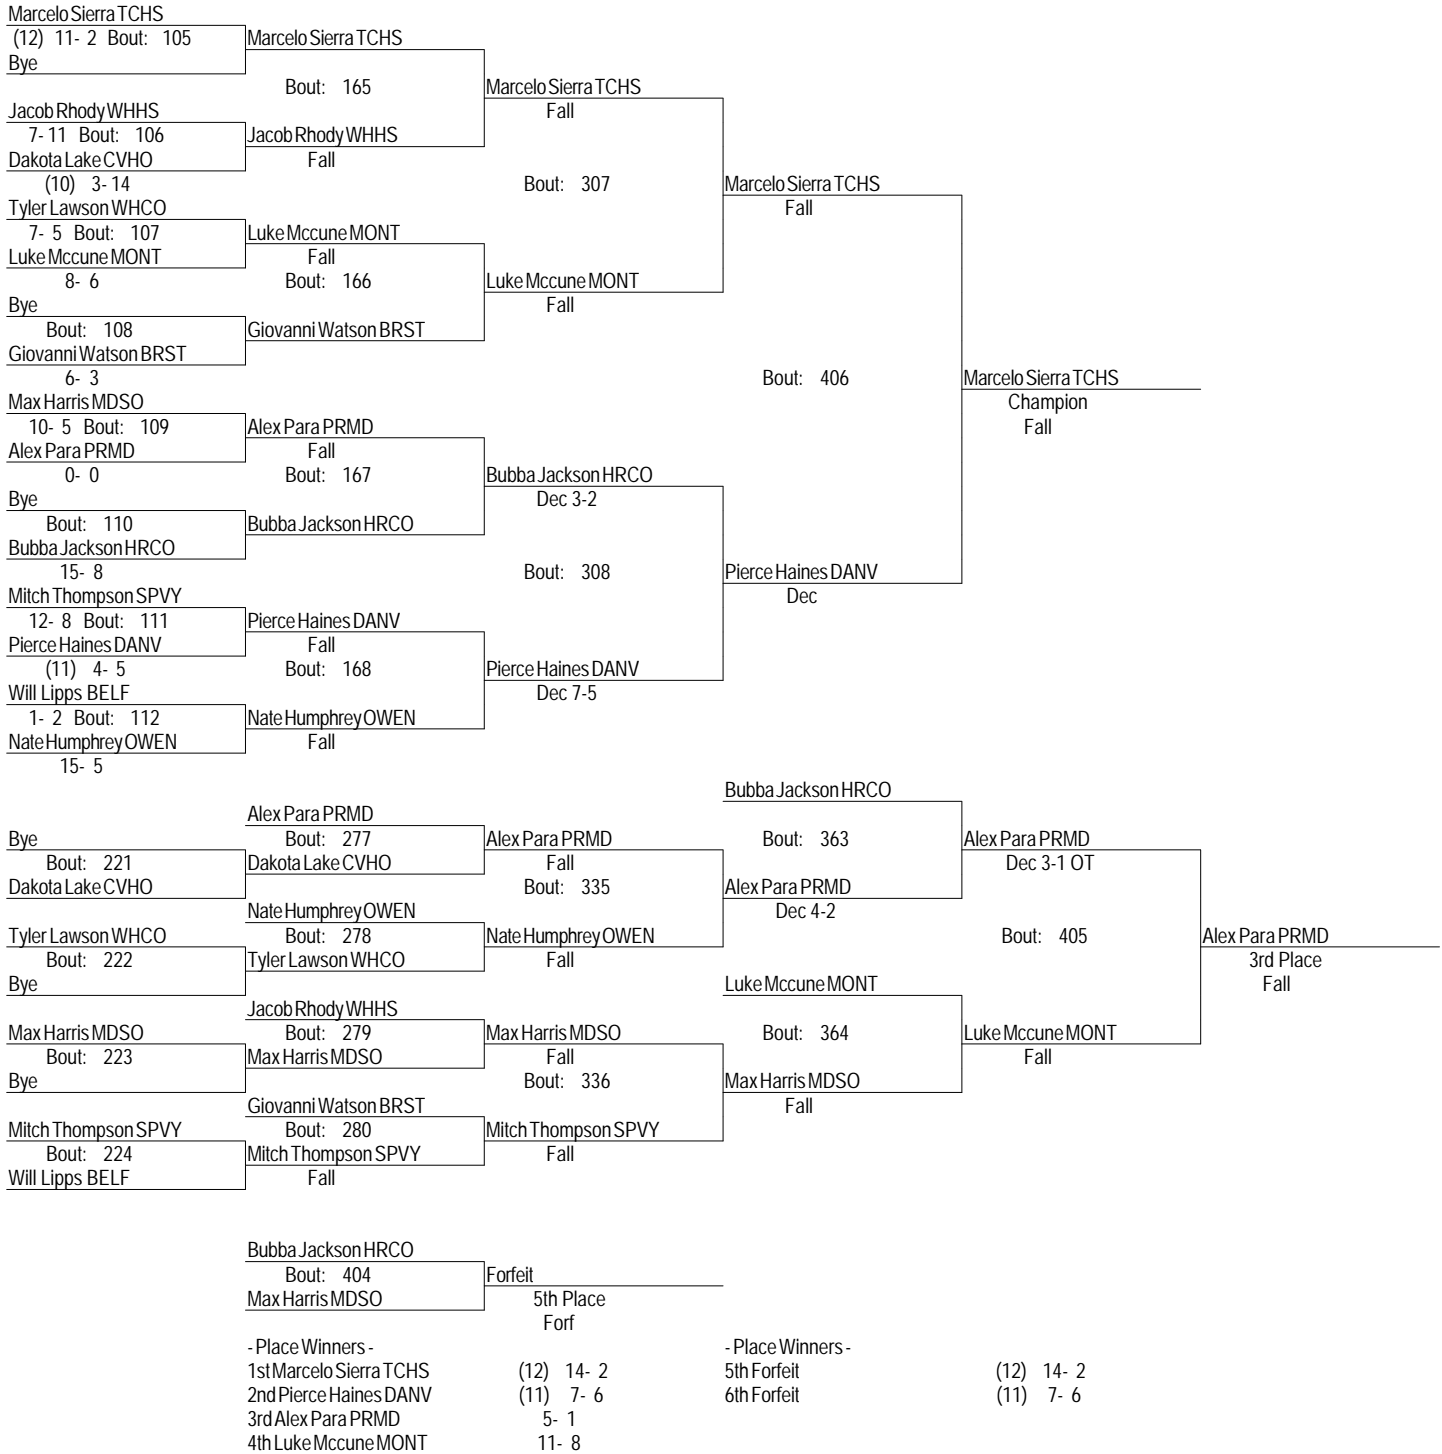 Marcelo Sierra TCHS
(12) 11- 2 Bout: 105 Marcelo Sierra TCHS
Bye
Bout: 165 Marcelo Sierra TCHS
Jacob Rhody WHHS Fall
7- 11 Bout: 106 Jacob Rhody WHHS
Dakota Lake CVHO Fall
(10) 3- 14 Bout: 307 Marcelo Sierra TCHS
Tyler Lawson WHCO Fall
7- 5 Bout: 107 Luke Mccune MONT
Luke Mccune MONT Fall
8- 6 Bout: 166 Luke Mccune MONT
Bye Fall
Bout: 108 Giovanni Watson BRST
Giovanni Watson BRST
6- 3 Bout: 406 Marcelo Sierra TCHS
Max Harris MDSO Champion
10- 5 Bout: 109 Alex Para PRMD Fall
Alex Para PRMD Fall
0- 0 Bout: 167 Bubba Jackson HRCO
Bye Dec 3-2
Bout: 110 Bubba Jackson HRCO
Bubba Jackson HRCO
15- 8 Bout: 308 Pierce Haines DANV
Mitch Thompson SPVY Dec
12- 8 Bout: 111 Pierce Haines DANV
Pierce Haines DANV Fall
(11) 4- 5 Bout: 168 Pierce Haines DANV
Will Lipps BELF Dec 7-5
1- 2 Bout: 112 Nate Humphrey OWEN
Nate Humphrey OWEN Fall
15- 5
Bubba Jackson HRCO
Alex Para PRMD
Bye Bout: 277 Alex Para PRMD Bout: 363 Alex Para PRMD
Bout: 221 Dakota Lake CVHO Fall Dec 3-1 OT
Dakota Lake CVHO Bout: 335 Alex Para PRMD
Nate Humphrey OWEN Dec 4-2
Tyler Lawson WHCO Bout: 278 Nate Humphrey OWEN Bout: 405 Alex Para PRMD
Bout: 222 Tyler Lawson WHCO Fall 3rd Place
Bye Luke Mccune MONT Fall
Jacob Rhody WHHS
Max Harris MDSO Bout: 279 Max Harris MDSO Bout: 364 Luke Mccune MONT
Bout: 223 Max Harris MDSO Fall Fall
Bye Bout: 336 Max Harris MDSO
Giovanni Watson BRST Fall
Mitch Thompson SPVY Bout: 280 Mitch Thompson SPVY
Bout: 224 Mitch Thompson SPVY Fall
Will Lipps BELF Fall
Bubba Jackson HRCO
Bout: 404 Forfeit
Max Harris MDSO 5th Place
Forf
- Place Winners - - Place Winners -
1st Marcelo Sierra TCHS (12) 14- 2 5th Forfeit (12) 14- 2
2nd Pierce Haines DANV (11) 7- 6 6th Forfeit (11) 7- 6
3rd Alex Para PRMD 5- 1
4th Luke Mccune MONT 11- 8